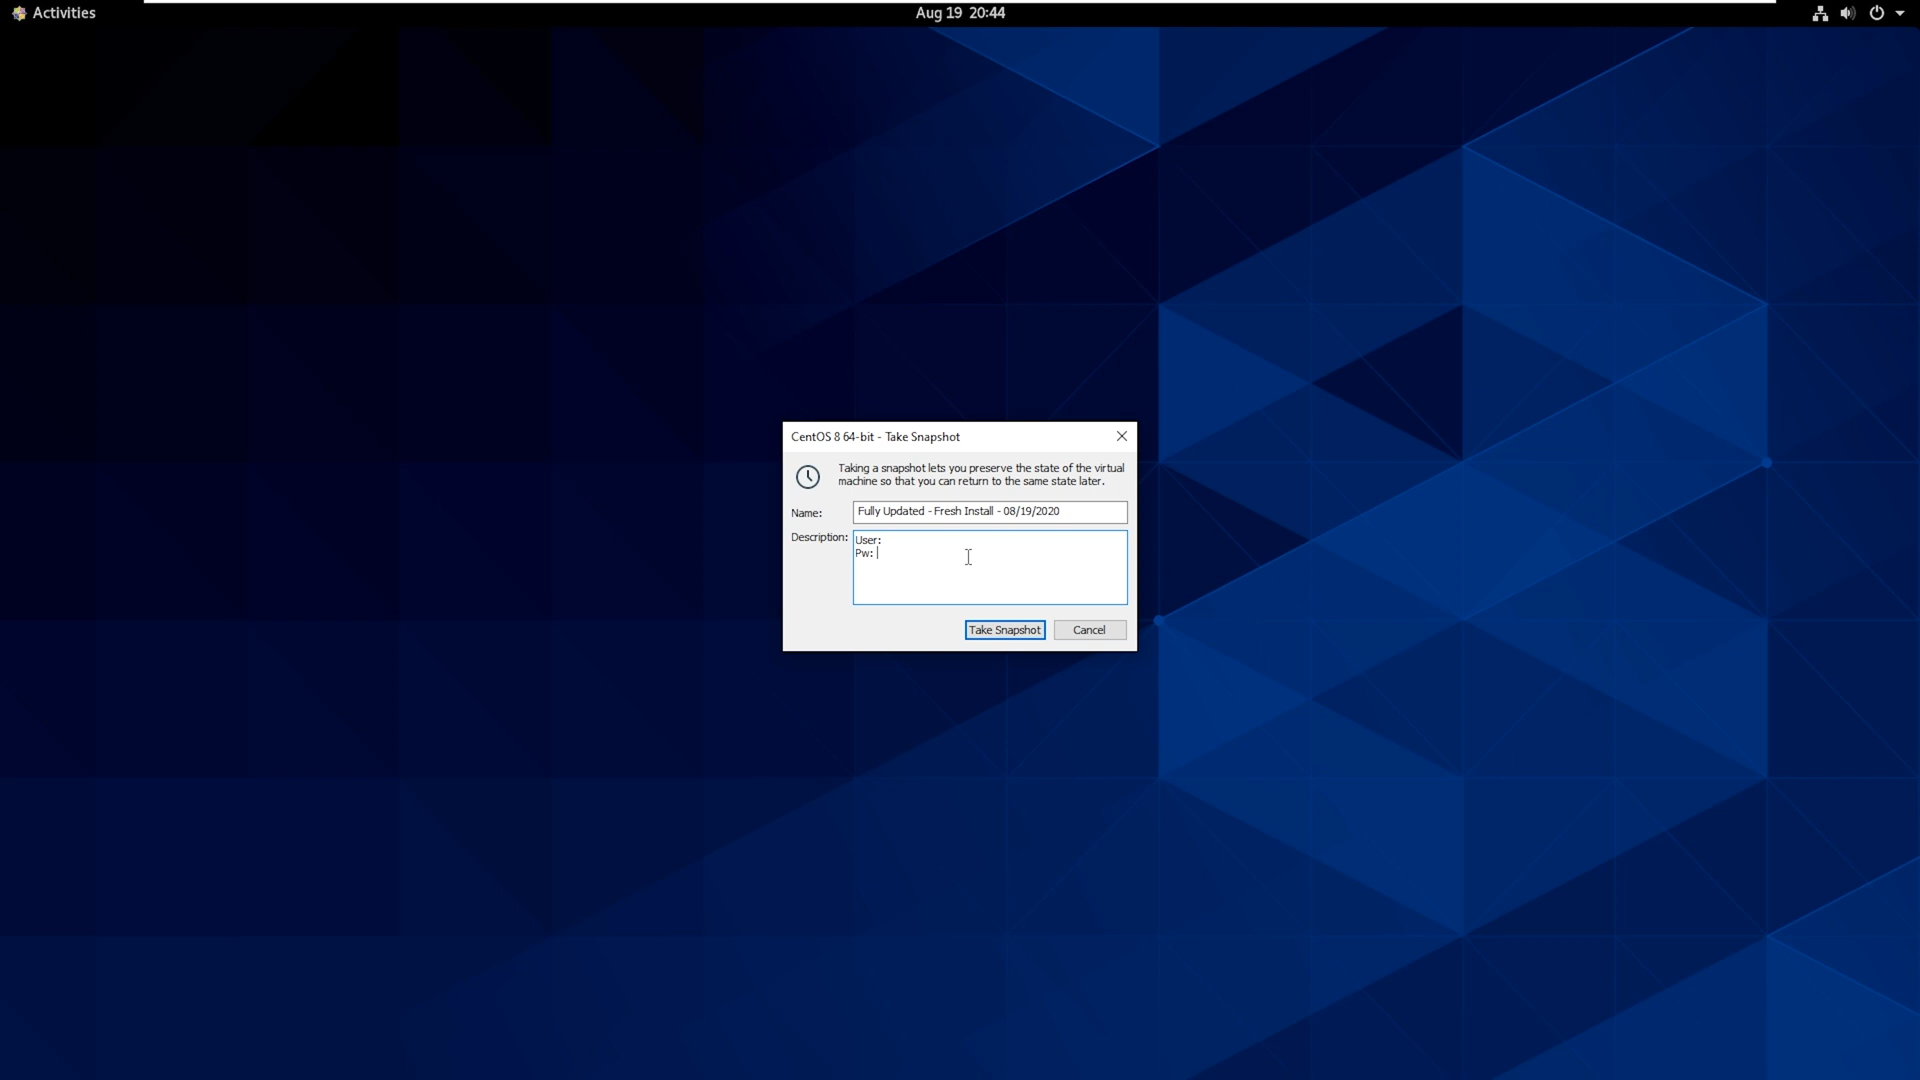 Activities
Aug 19 20:44
CentOS 8 64-bit - Take Snapshot
Taking a snapshot lets you preserve the state of the virtual
machine so that you can return to the same state later.
Name: Fully Updated - Fresh Install - 08/19/2020
Description: User:
Pw:
Take Snapshot Cancel